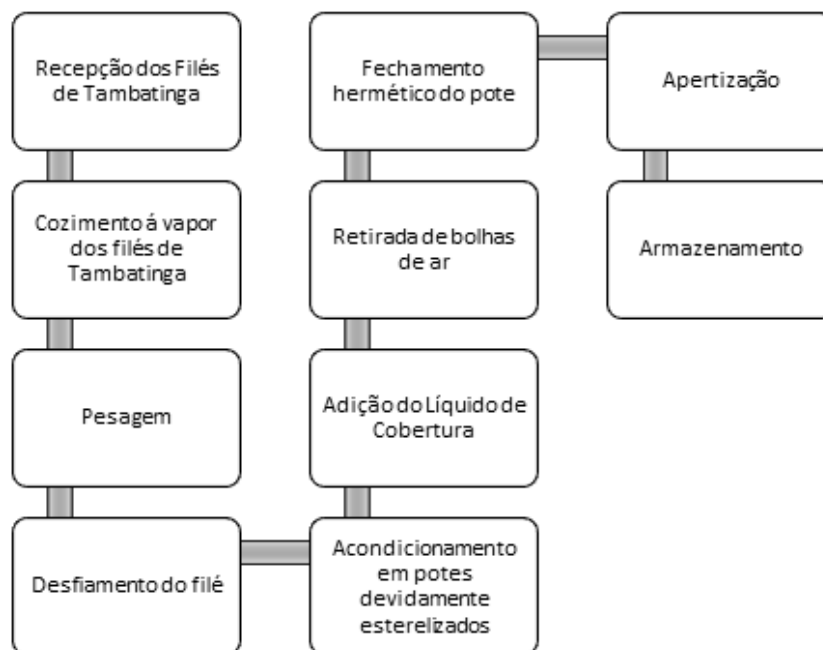 Recepção dos Filés
de Tambatinga
Cozimento á vapor
dos filés de
Tambatinga
Pesagem
Desfiamento do filé
Acondicionamento
em potes
devidamente
esterelizados
Adição do Líquido de
Cobertura
Retirada de bolhas
de ar
Fechamento
hermético do pote
Apertização
Armazenamento